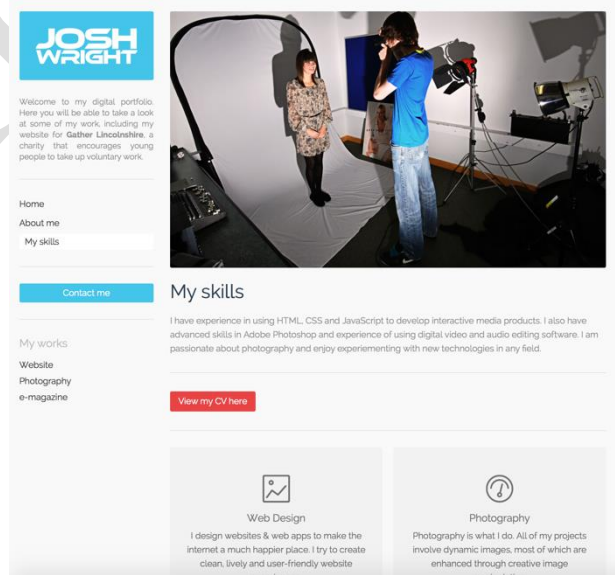 JOSH
WRIGHT
Welcome to my digital portfolio.
Here you will be able to take a look
at some of my work, including my
website for Gather Lincolnshire, a
charity that encourages young
people to take up voluntary work.
Home
About me
My skills
Contact me
My works
Website
Photography
e-magazine
My skills
I have experience in using HTML, CSS and JavaScript to develop interactive media products. I also have
advanced skills in Adobe Photoshop and experience of using digital video and audio editing software. I am
passionate about photography and enjoy experiementing with new technologies in any field.
View my CV here
Web Design
I design websites & web apps to make the
internet a much happier place. I try to create
clean, lively and user-friendly website
Photography
Photography is what I do. All of my projects
involve dynamic images, most of which are
enhanced through creative image